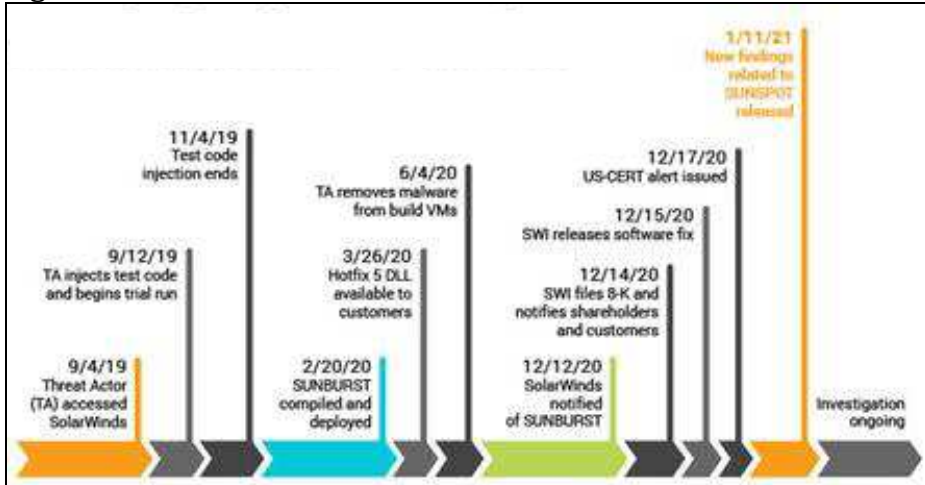 9/4/19
Threat Actor
(TA) accessed
SolarWinds
9/12/19
TA injects test code
and begins trial run
11/4/19
Test code
injection ends
2/20/20
SUNBURST
compiled and
deployed
3/26/20
Hotfix 5 DLL
available to
customers
6/4/20
TA removes malware
from build VMs
12/12/20
SolarWinds
notified
of SUNBURST
12/14/20
SWI files 8-K and
notifies shareholders
and customers
12/15/20
SWI releases software fix
12/17/20
US-CERT alert issued
1/11/21
New findings
related to
SUNSPOT
released
Investigation
ongoing